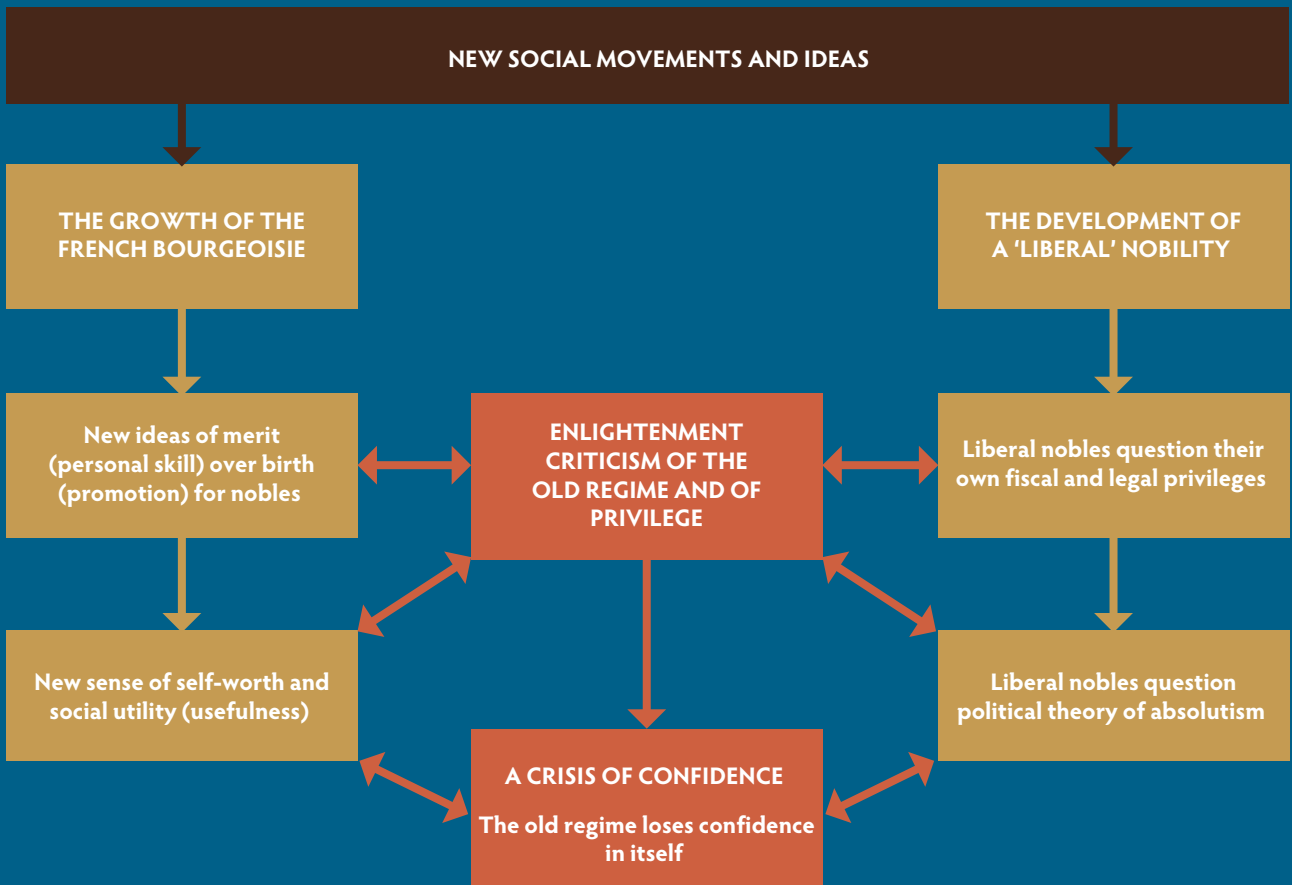 NEW SOCIAL MOVEMENTS AND IDEAS
THE GROWTH OF THE
FRENCH BOURGEOISIE
THE DEVELOPMENT OF
A ‘LIBERAL’ NOBILITY
New ideas of merit
(personal skill) over birth
(promotion) for nobles
ENLIGHTENMENT
CRITICISM OF THE
OLD REGIME AND OF
PRIVILEGE
Liberal nobles question their
own fiscal and legal privileges
New sense of self-worth and
social utility (usefulness)
Liberal nobles question
political theory of absolutism
A CRISIS OF CONFIDENCE
The old regime loses confidence
in itself